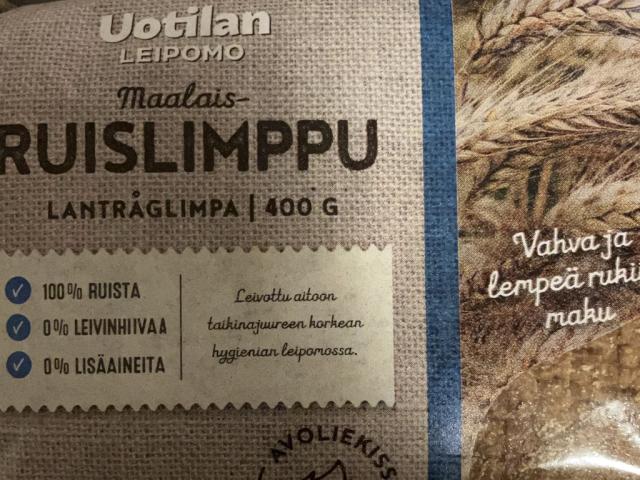 Uotilan
LEIPOMO
Maalais-
RUISLIMPPU
LANTRÅGLIMPA | 400 G
100% RUISTA
0% LEIVINHIIVAA
0% LISÄAINEITA
Leivottu aitoon
taikinajuureen korkean
hygienian leipomossa.
Vahva ja
lempeä
maku
AVOLIEKISS